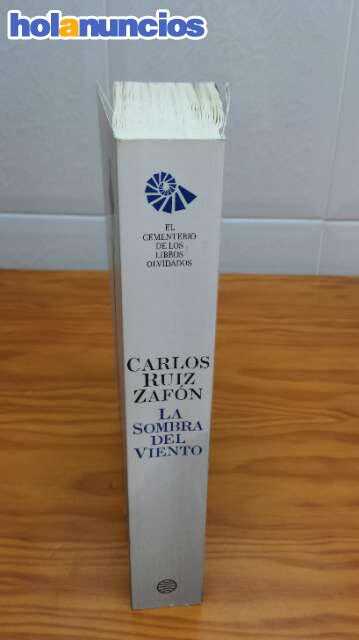 holanuncios
EL
CEMENTERIO
DE LOS
LIBROS
OLVIDADOS
CARLOS
RUIZ
ZAFÓN
LA
SOMBRA
DEL
VIENTO